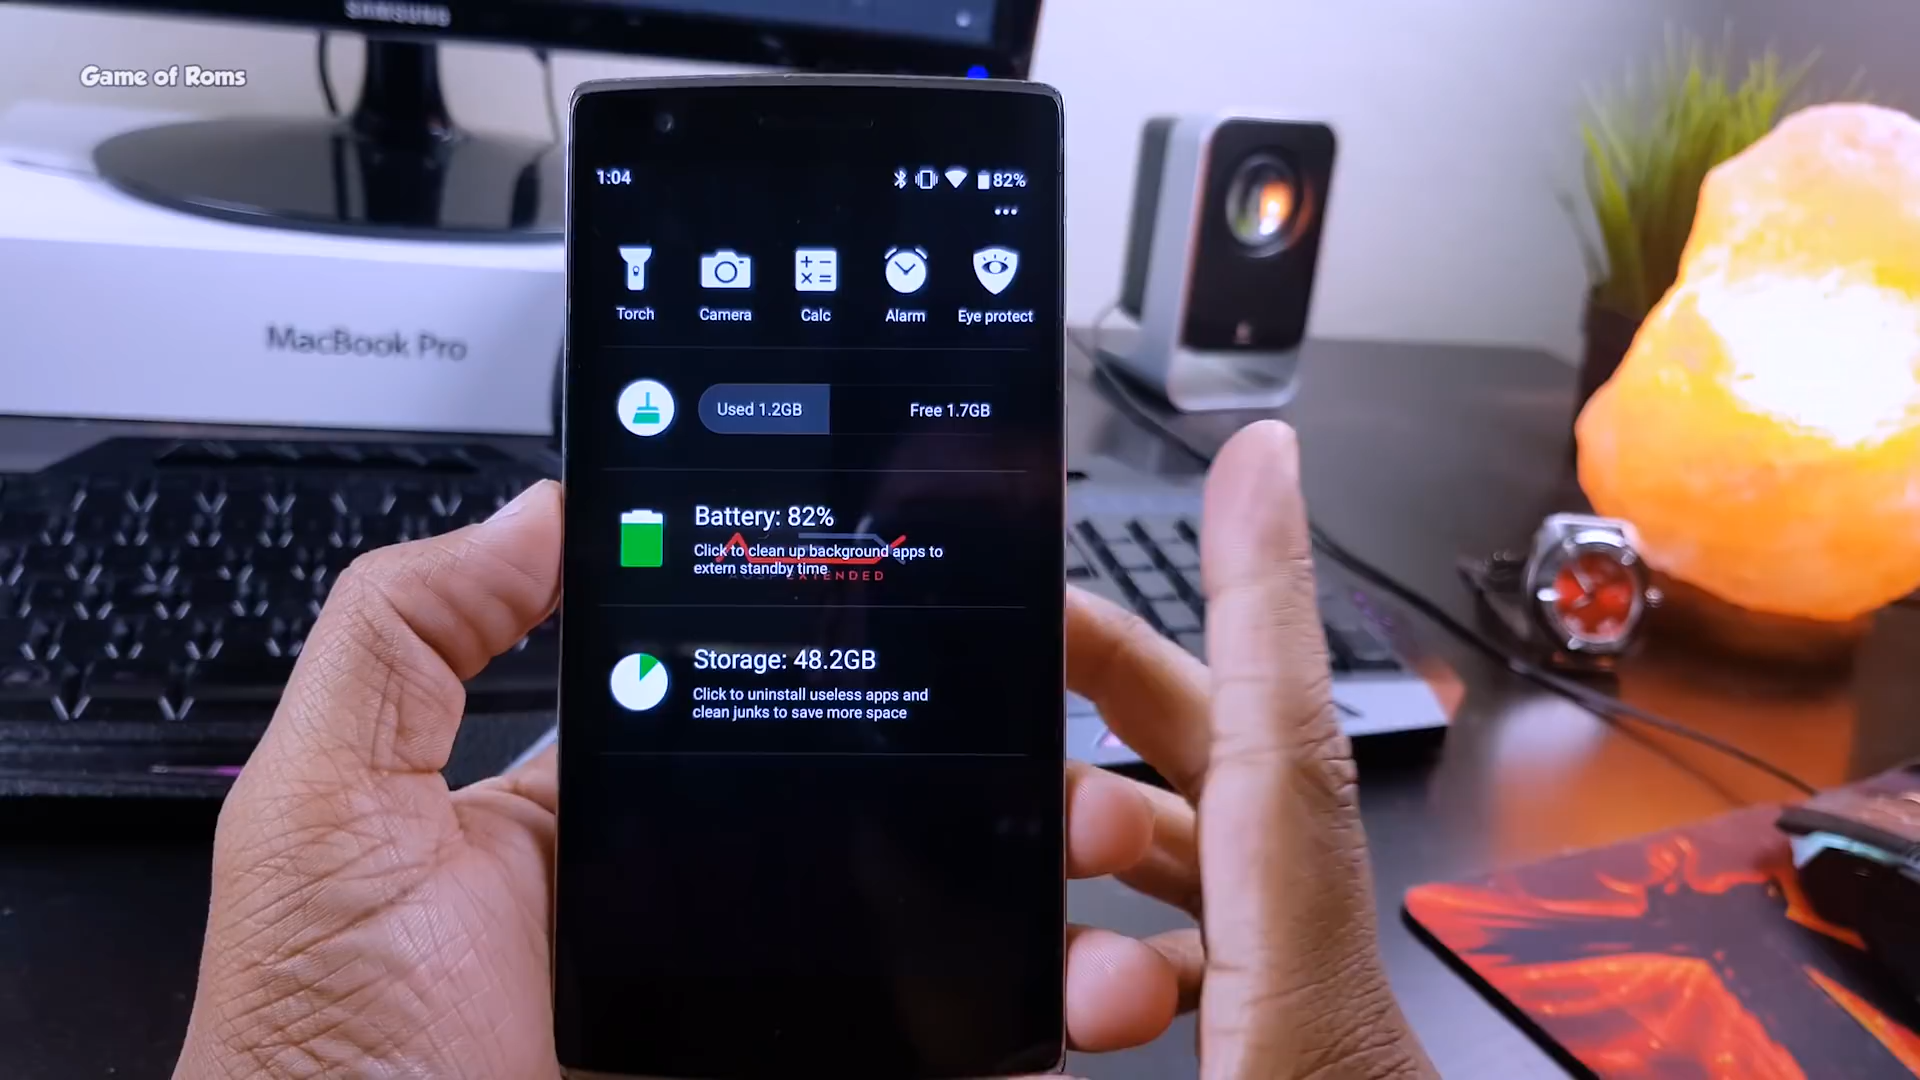 SAMSUNG
Game of Roms
MacBook Pro
1:04
82%
Torch
Camera
Calc
Alarm
Eye protect
Used 1.2GB
Free 1.7GB
Battery: 82%
Click to clean up background apps to
extern standby time
AOSP EXTENDED
Storage: 48.2GB
Click to uninstall useless apps and
clean junks to save more space